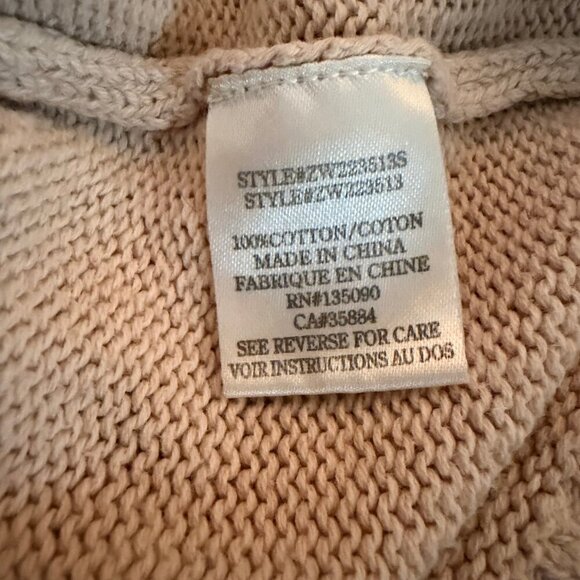 STYLE#ZW223513S
STYLE#ZW223513
100%COTTON/COTON
MADE IN CHINA
FABRIQUE EN CHINE
RN#135090
CA#35884
SEE REVERSE FOR CARE
VOIR INSTRUCTIONS AU DOS